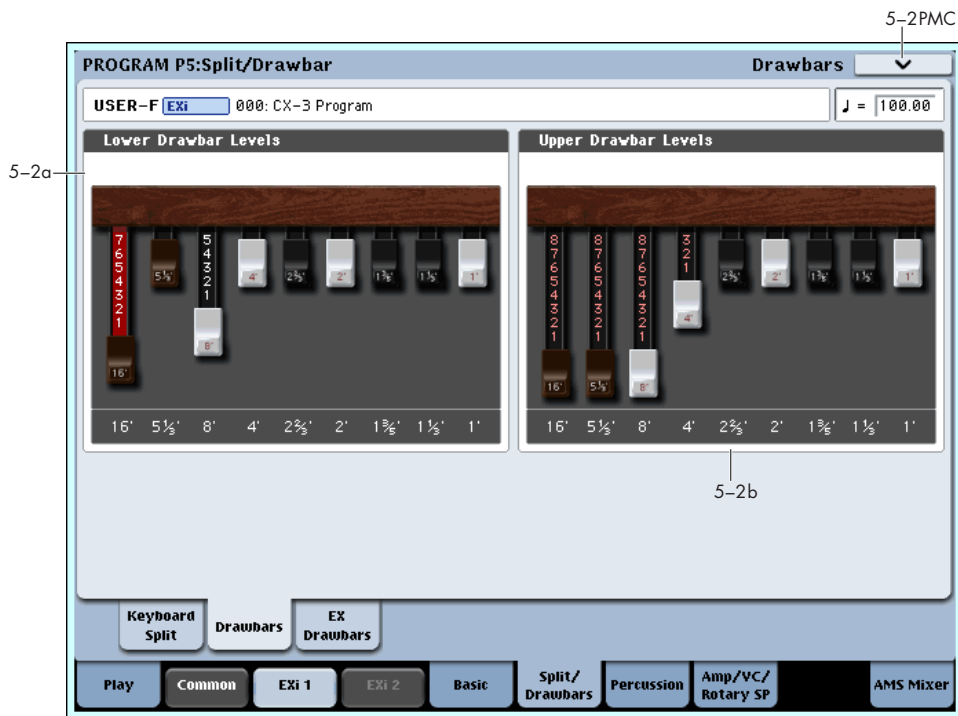 5–2PMC
PROGRAM P5:Split/Drawbar
Drawbars
USER–F EXi 000: CX–3 Program
♩ = 100.00
5–2a
Lower Drawbar Levels
7
6
5
4
3
2
1
16'
5⅓'
5
4
3
2
1
8'
4'
2⅔'
2'
1⅗'
1⅓'
1'
16' 5⅓' 8' 4' 2⅔' 2' 1⅗' 1⅓' 1'
Upper Drawbar Levels
8
7
6
5
4
3
2
1
16'
8
7
6
5
4
3
2
1
5⅓'
8
7
6
5
4
3
2
1
8'
3
2
1
4'
2⅔'
2'
1⅗'
1⅓'
1'
16' 5⅓' 8' 4' 2⅔' 2' 1⅗' 1⅓' 1'
5–2b
Keyboard
Split
Drawbars
EX
Drawbars
Play
Common
EXi 1
EXi 2
Basic
Split/
Drawbars
Percussion
Amp/VC/
Rotary SP
AMS Mixer